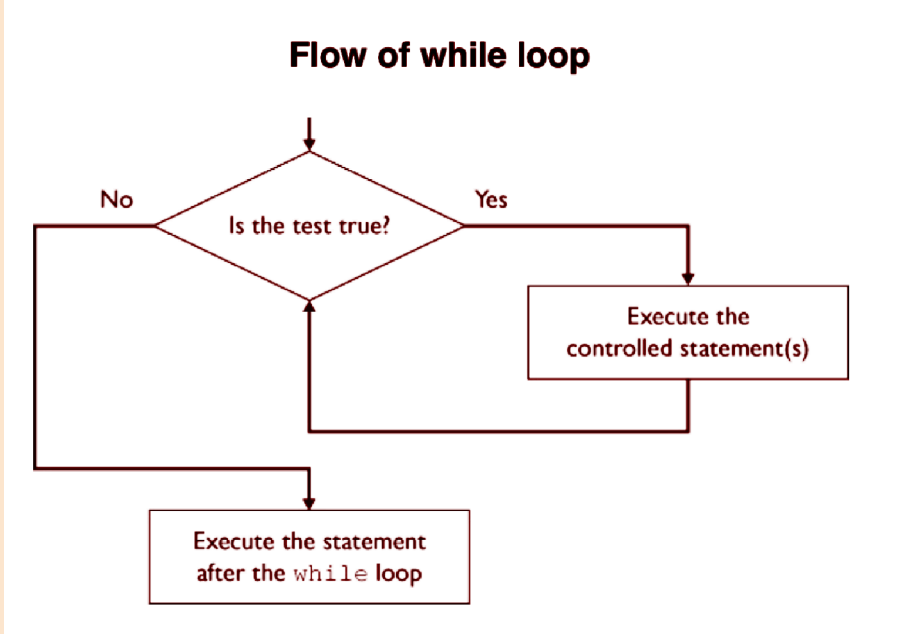 Flow of while loop
No
Yes
Is the test true?
Execute the
controlled statement(s)
Execute the statement
after the while loop